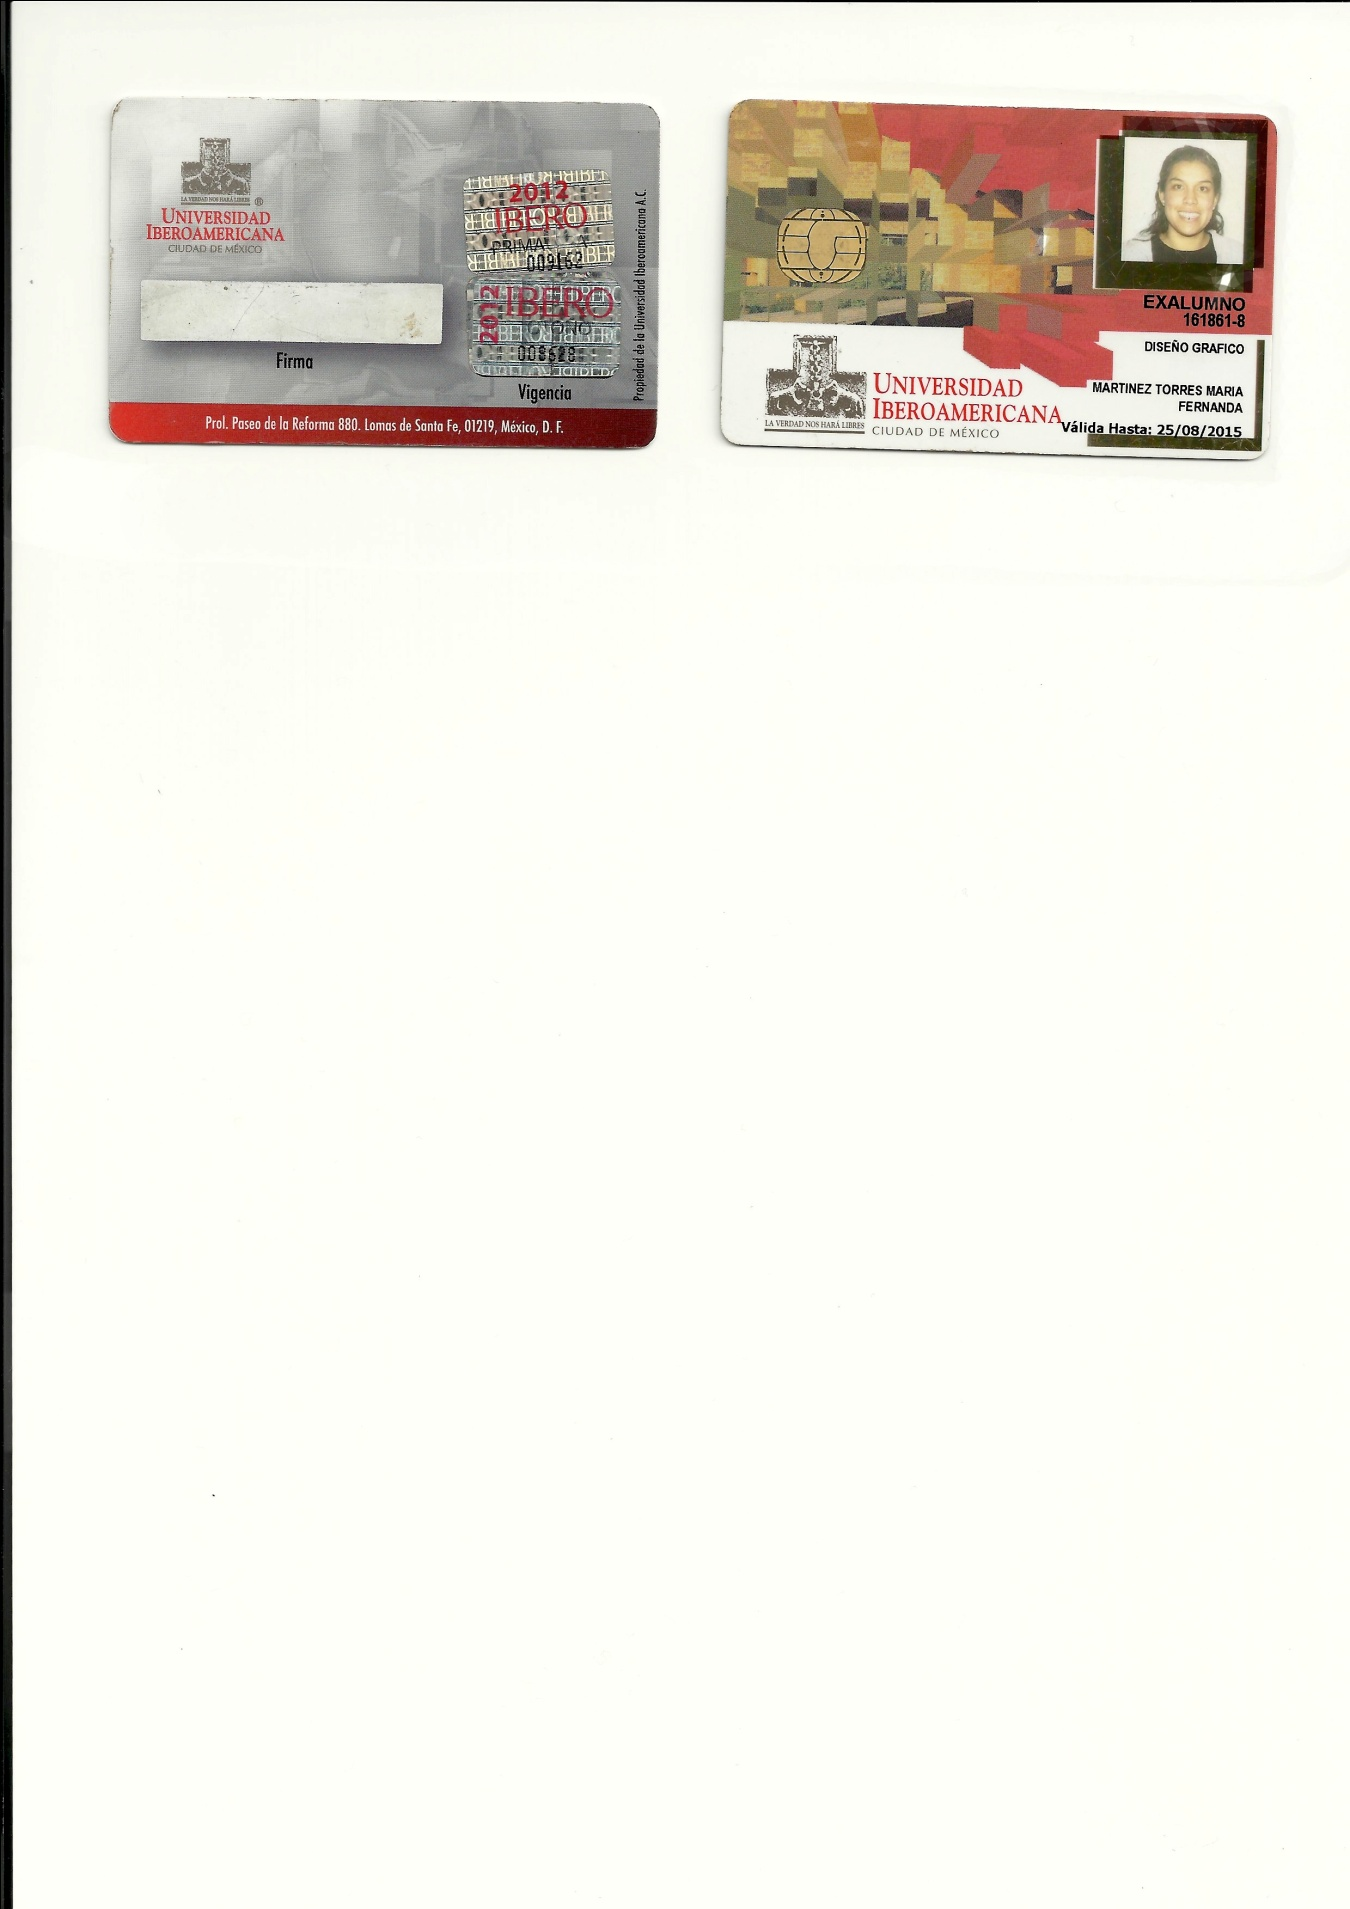 LA VERDAD NOS HARÁ LIBRES ®
UNIVERSIDAD
IBEROAMERICANA
CIUDAD DE MÉXICO
Firma
2012
IBERO
009162
2012 IBERO
OTOÑO
Vigencia
Propiedad de la Universidad Iberoamericana A.C.
Prol. Paseo de la Reforma 880. Lomas de Santa Fe, 01219, México, D. F.
EXALUMNO
161861-8
DISEÑO GRAFICO
MARTINEZ TORRES MARIA
FERNANDA
Válida Hasta: 25/08/2015
LA VERDAD NOS HARÁ LIBRES
UNIVERSIDAD
IBEROAMERICANA
CIUDAD DE MÉXICO